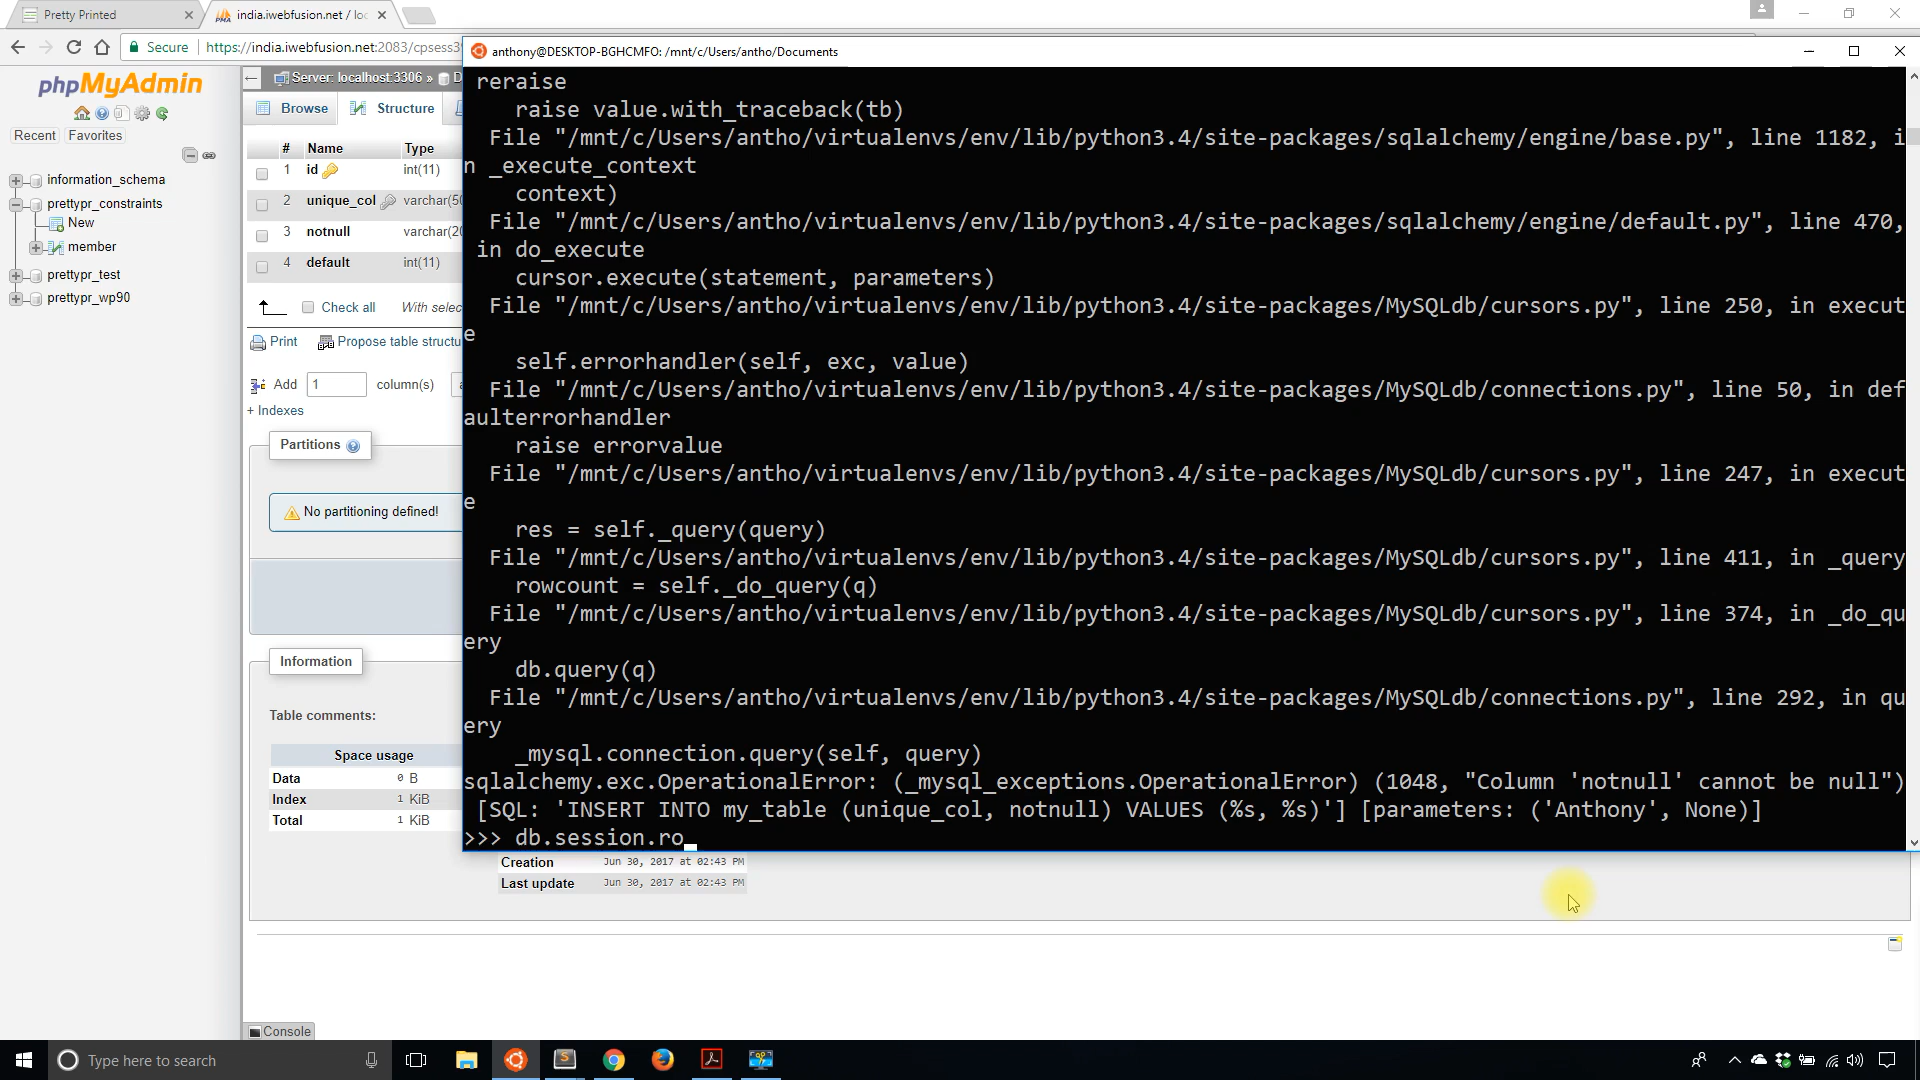 Pretty Printed
india.iwebfusion.net / loc
Secure
https://india.iwebfusion.net:2083/cpsess3
anthony@DESKTOP-BGHCMFO: /mnt/c/Users/antho/Documents
phpMyAdmin
Recent
Favorites
information_schema
prettypr_constraints
New
member
prettypr_test
prettypr_wp90
Server: localhost:3306 »
Browse
Structure
# Name Type
1 id int(11)
2 unique_col varchar(50
3 notnull varchar(20
4 default int(11)
Check all With selec
Print
Propose table structu
Add 1 column(s)
+ Indexes
Partitions
No partitioning defined!
Information
Table comments:
Space usage
Data 0 B
Index 1 KiB
Total 1 KiB
reraise
raise value.with_traceback(tb)
File "/mnt/c/Users/antho/virtualenvs/env/lib/python3.4/site-packages/sqlalchemy/engine/base.py", line 1182, i
n _execute_context
context)
File "/mnt/c/Users/antho/virtualenvs/env/lib/python3.4/site-packages/sqlalchemy/engine/default.py", line 470,
in do_execute
cursor.execute(statement, parameters)
File "/mnt/c/Users/antho/virtualenvs/env/lib/python3.4/site-packages/MySQLdb/cursors.py", line 250, in execut
e
self.errorhandler(self, exc, value)
File "/mnt/c/Users/antho/virtualenvs/env/lib/python3.4/site-packages/MySQLdb/connections.py", line 50, in def
aulterrorhandler
raise errorvalue
File "/mnt/c/Users/antho/virtualenvs/env/lib/python3.4/site-packages/MySQLdb/cursors.py", line 247, in execut
e
res = self._query(query)
File "/mnt/c/Users/antho/virtualenvs/env/lib/python3.4/site-packages/MySQLdb/cursors.py", line 411, in _query
rowcount = self._do_query(q)
File "/mnt/c/Users/antho/virtualenvs/env/lib/python3.4/site-packages/MySQLdb/cursors.py", line 374, in _do_qu
ery
db.query(q)
File "/mnt/c/Users/antho/virtualenvs/env/lib/python3.4/site-packages/MySQLdb/connections.py", line 292, in qu
ery
_mysql.connection.query(self, query)
sqlalchemy.exc.OperationalError: (_mysql_exceptions.OperationalError) (1048, "Column 'notnull' cannot be null")
[SQL: 'INSERT INTO my_table (unique_col, notnull) VALUES (%s, %s)'] [parameters: ('Anthony', None)]
>>> db.session.ro_
Creation Jun 30, 2017 at 02:43 PM
Last update Jun 30, 2017 at 02:43 PM
Console
Type here to search